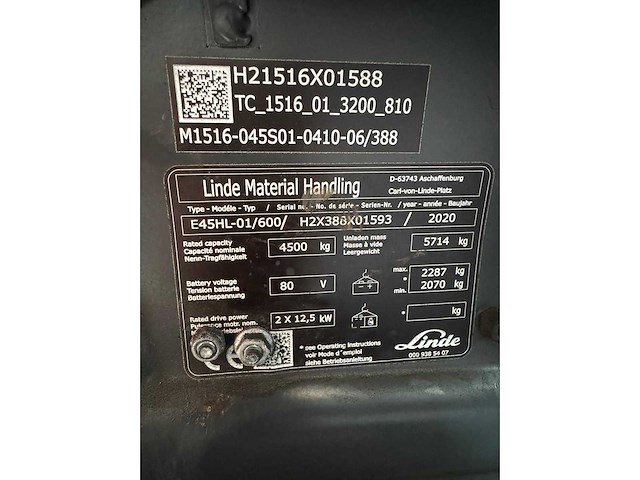 H21516X01588
TC_1516_01_3200_810
M1516-045S01-0410-06/388
Linde Material Handling
D-63743 Aschaffenburg
Carl-von-Linde-Platz
Type - Modéle - Typ / Serial no. - No. de série - Serien-Nr. / year - année - Baujahr
E45HL-01/600/ H2X388X01593 / 2020
Rated capacity
Capacité nominale
Nenn-Tragfähigkeit
4500 kg
Unladen mass
Masse à vide
Leergewicht
5714 kg
Battery voltage
Tension batterie
Batteriespannung
80 V
max. 2287 kg
min. 2070 kg
Rated drive power
Puissance motr. nom.
2 x 12,5 kW
* kg
* see Operating instructions
voir Mode d´emploi
siehe Betriebsanleitung
Linde
000 938 54 07